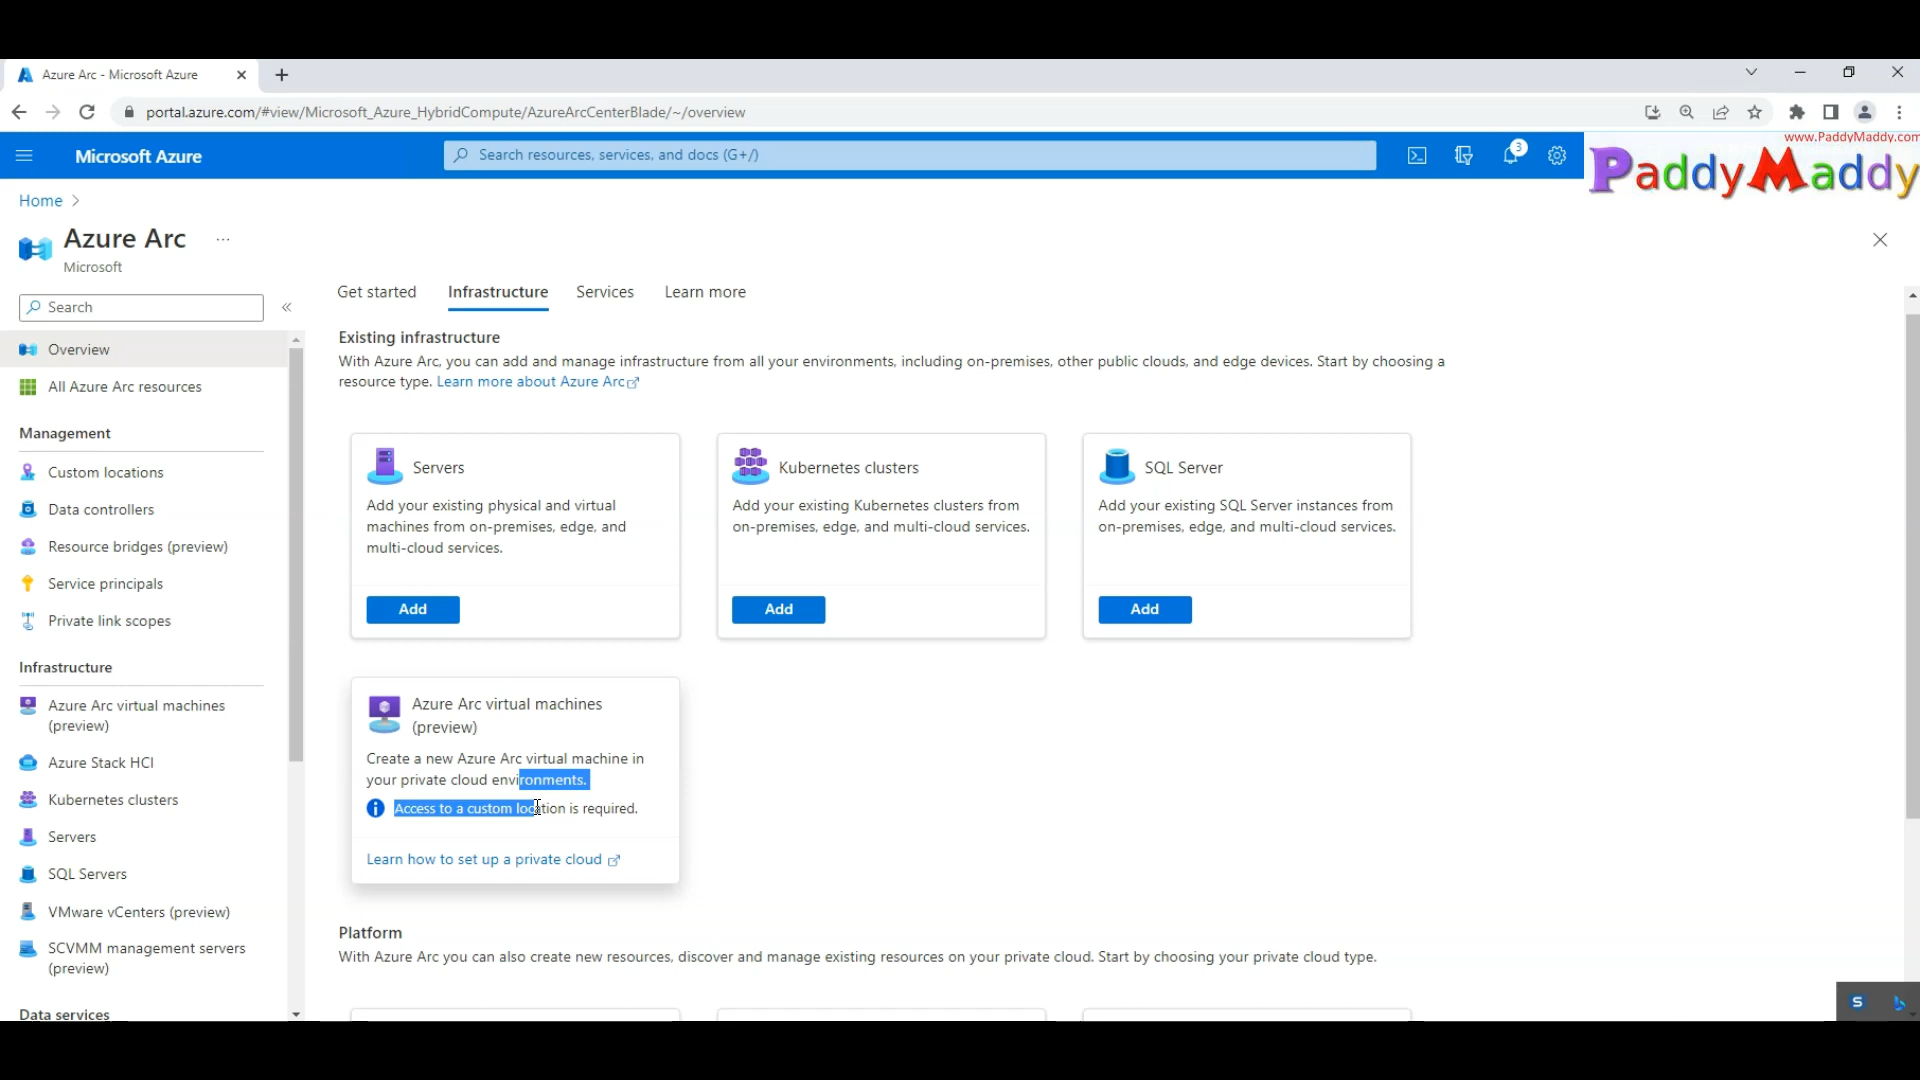 Azure Arc - Microsoft Azure
portal.azure.com/#view/Microsoft_Azure_HybridCompute/AzureArcCenterBlade/~/overview
www.PaddyMaddy.com
Microsoft Azure
Search resources, services, and docs (G+/)
3
PaddyMaddy
Home
Azure Arc
...
Microsoft
Search
«
Get started
Infrastructure
Services
Learn more
Overview
All Azure Arc resources
Management
Custom locations
Data controllers
Resource bridges (preview)
Service principals
Private link scopes
Infrastructure
Azure Arc virtual machines
(preview)
Azure Stack HCI
Kubernetes clusters
Servers
SQL Servers
VMware vCenters (preview)
SCVMM management servers
(preview)
Data services
Existing infrastructure
With Azure Arc, you can add and manage infrastructure from all your environments, including on-premises, other public clouds, and edge devices. Start by choosing a
resource type. Learn more about Azure Arc
Servers
Add your existing physical and virtual
machines from on-premises, edge, and
multi-cloud services.
Add
Kubernetes clusters
Add your existing Kubernetes clusters from
on-premises, edge, and multi-cloud services.
Add
SQL Server
Add your existing SQL Server instances from
on-premises, edge, and multi-cloud services.
Add
Azure Arc virtual machines
(preview)
Create a new Azure Arc virtual machine in
your private cloud environments.
Access to a custom location is required.
Learn how to set up a private cloud
Platform
With Azure Arc you can also create new resources, discover and manage existing resources on your private cloud. Start by choosing your private cloud type.
S